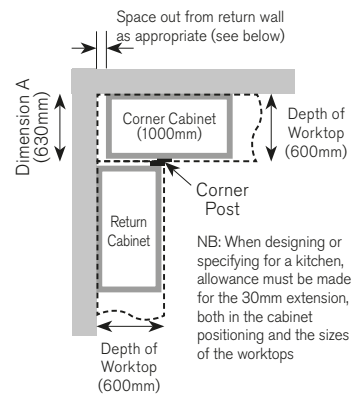 Space out from return wall
as appropriate (see below)
Dimension A
(630mm)
Corner Cabinet
(1000mm)
Depth of
Worktop
(600mm)
Corner
Post
Return
Cabinet
NB: When designing or
specifying for a kitchen,
allowance must be made
for the 30mm extension,
both in the cabinet
positioning and the sizes
of the worktops
Depth of
Worktop
(600mm)